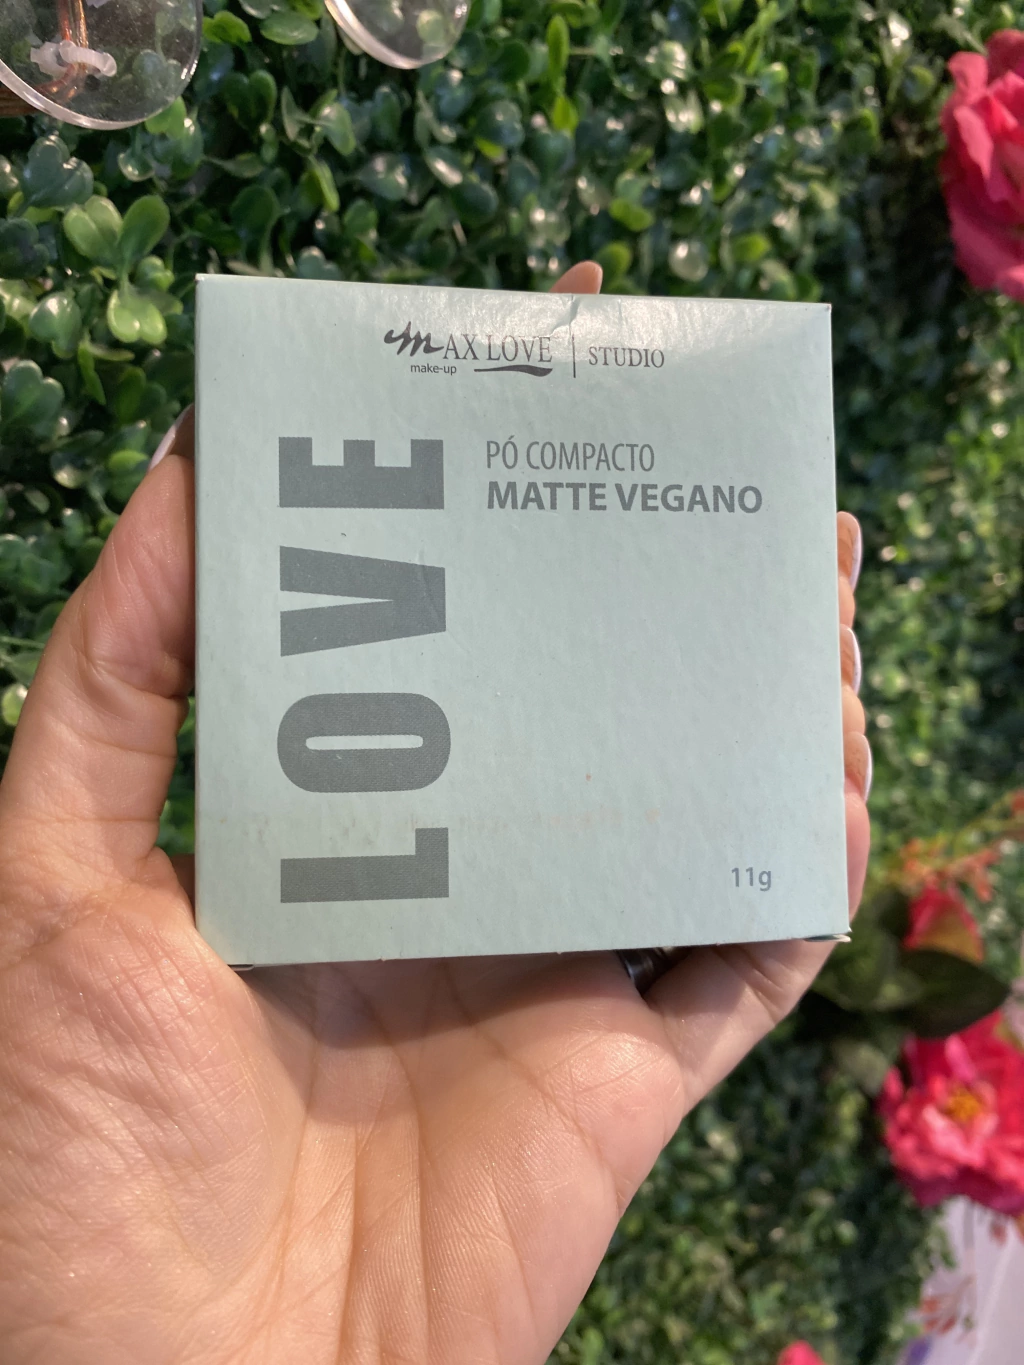 MAX LOVE | STUDIO
make-up
PÓ COMPACTO
MATTE VEGANO
LOVE
11g